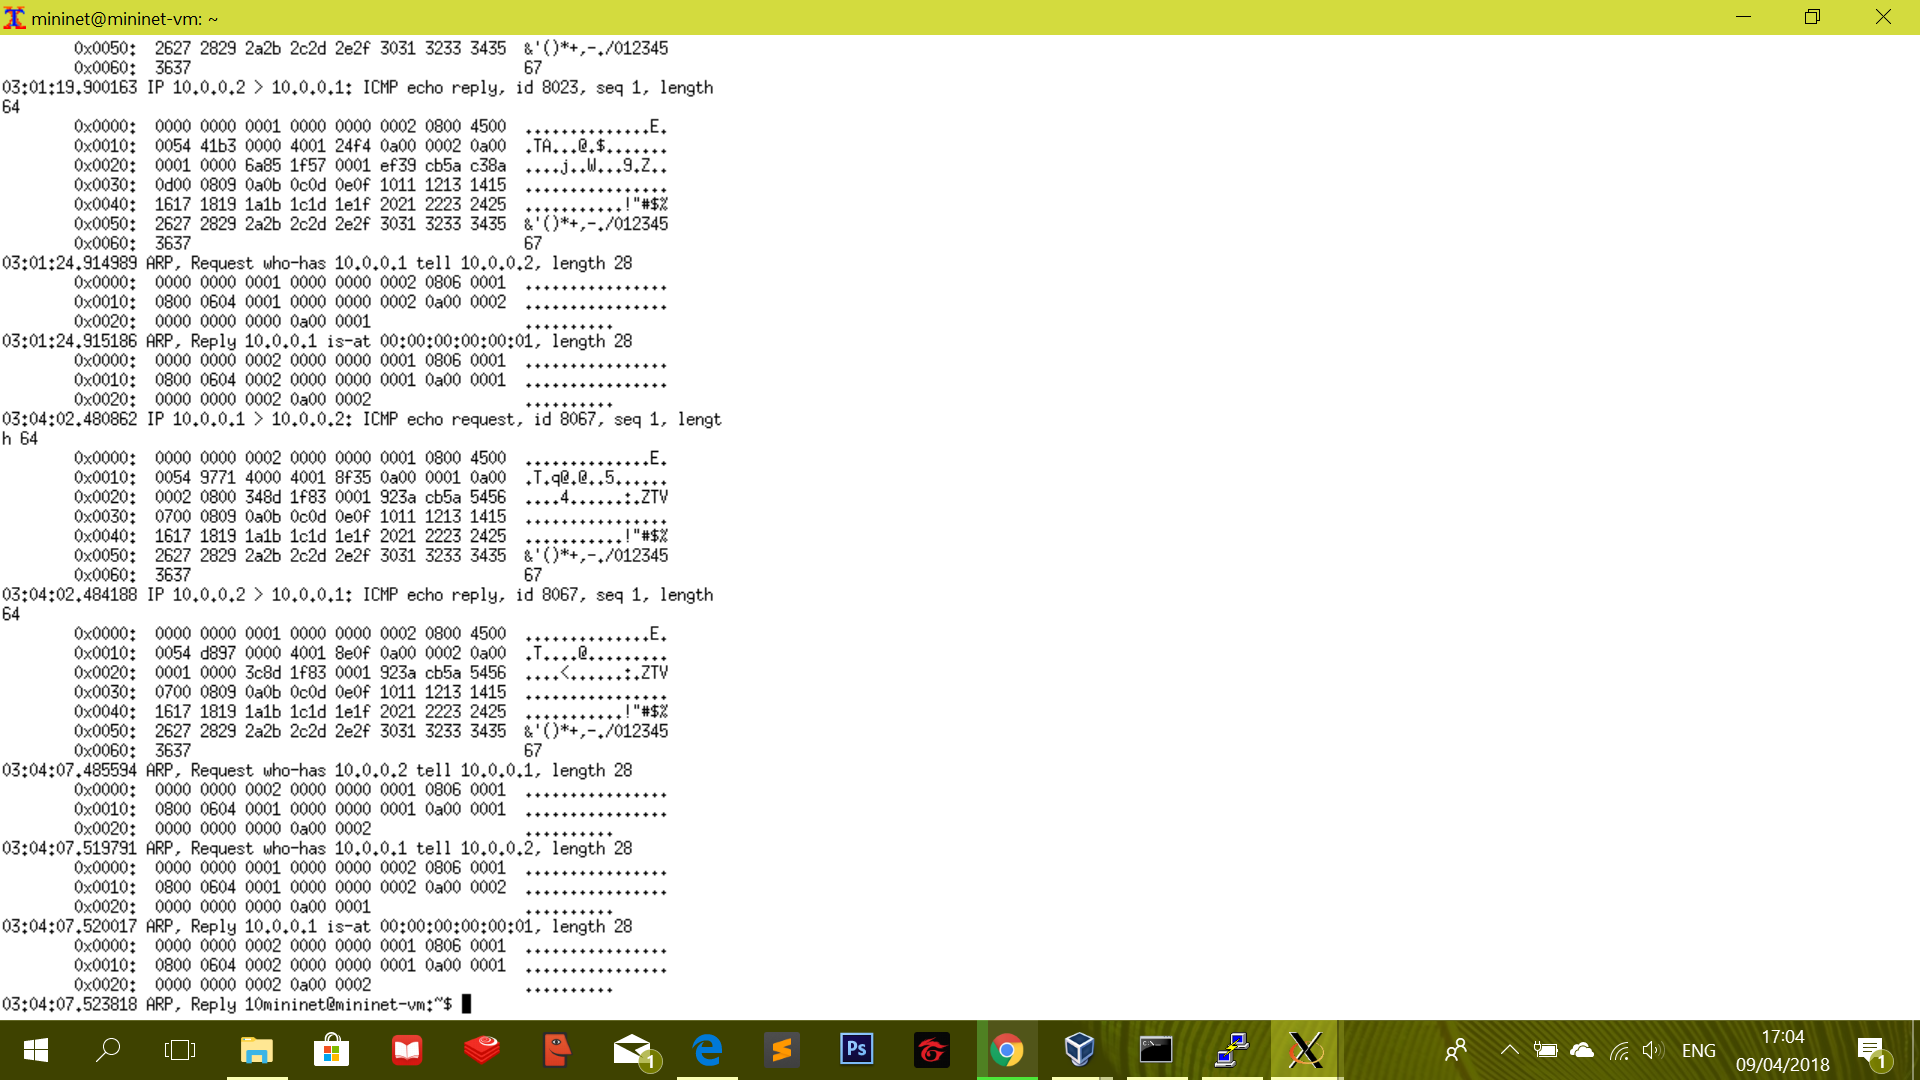 mininet@mininet-vm: ~
0x0050: 2627 2829 2a2b 2c2d 2e2f 3031 3233 3435 &'()*+,-./012345
0x0060: 3637 67
03:01:19.900163 IP 10.0.0.2 > 10.0.0.1: ICMP echo reply, id 8023, seq 1, length
64
0x0000: 0000 0000 0001 0000 0000 0002 0800 4500 ..............E.
0x0010: 0054 41b3 0000 4001 24f4 0a00 0002 0a00 .TA...@.$.......
0x0020: 0001 0000 6a85 1f57 0001 ef39 cb5a c38a ....j..W...9.Z..
0x0030: 0d00 0809 0a0b 0c0d 0e0f 1011 1213 1415 ................
0x0040: 1617 1819 1a1b 1c1d 1e1f 2021 2223 2425 ...........!"#$%
0x0050: 2627 2829 2a2b 2c2d 2e2f 3031 3233 3435 &'()*+,-./012345
0x0060: 3637 67
03:01:24.914989 ARP, Request who-has 10.0.0.1 tell 10.0.0.2, length 28
0x0000: 0000 0000 0001 0000 0000 0002 0806 0001 ................
0x0010: 0800 0604 0001 0000 0000 0002 0a00 0002 ................
0x0020: 0000 0000 0000 0a00 0001 ..........
03:01:24.915186 ARP, Reply 10.0.0.1 is-at 00:00:00:00:00:01, length 28
0x0000: 0000 0000 0002 0000 0000 0001 0806 0001 ................
0x0010: 0800 0604 0002 0000 0000 0001 0a00 0001 ................
0x0020: 0000 0000 0002 0a00 0002 ..........
03:04:02.480862 IP 10.0.0.1 > 10.0.0.2: ICMP echo request, id 8067, seq 1, lengt
h 64
0x0000: 0000 0000 0002 0000 0000 0001 0800 4500 ..............E.
0x0010: 0054 9771 4000 4001 8f35 0a00 0001 0a00 .T.q@.@..5......
0x0020: 0002 0800 348d 1f83 0001 923a cb5a 5456 ....4......:.ZTV
0x0030: 0700 0809 0a0b 0c0d 0e0f 1011 1213 1415 ................
0x0040: 1617 1819 1a1b 1c1d 1e1f 2021 2223 2425 ...........!"#$%
0x0050: 2627 2829 2a2b 2c2d 2e2f 3031 3233 3435 &'()*+,-./012345
0x0060: 3637 67
03:04:02.484188 IP 10.0.0.2 > 10.0.0.1: ICMP echo reply, id 8067, seq 1, length
64
0x0000: 0000 0000 0001 0000 0000 0002 0800 4500 ..............E.
0x0010: 0054 d897 0000 4001 8e0f 0a00 0002 0a00 .T....@.........
0x0020: 0001 0000 3c8d 1f83 0001 923a cb5a 5456 ....<......:.ZTV
0x0030: 0700 0809 0a0b 0c0d 0e0f 1011 1213 1415 ................
0x0040: 1617 1819 1a1b 1c1d 1e1f 2021 2223 2425 ...........!"#$%
0x0050: 2627 2829 2a2b 2c2d 2e2f 3031 3233 3435 &'()*+,-./012345
0x0060: 3637 67
03:04:07.485594 ARP, Request who-has 10.0.0.2 tell 10.0.0.1, length 28
0x0000: 0000 0000 0002 0000 0000 0001 0806 0001 ................
0x0010: 0800 0604 0001 0000 0000 0001 0a00 0001 ................
0x0020: 0000 0000 0000 0a00 0002 ..........
03:04:07.519791 ARP, Request who-has 10.0.0.1 tell 10.0.0.2, length 28
0x0000: 0000 0000 0001 0000 0000 0002 0806 0001 ................
0x0010: 0800 0604 0001 0000 0000 0002 0a00 0002 ................
0x0020: 0000 0000 0000 0a00 0001 ..........
03:04:07.520017 ARP, Reply 10.0.0.1 is-at 00:00:00:00:00:01, length 28
0x0000: 0000 0000 0002 0000 0000 0001 0806 0001 ................
0x0010: 0800 0604 0002 0000 0000 0001 0a00 0001 ................
0x0020: 0000 0000 0002 0a00 0002 ..........
03:04:07.523818 ARP, Reply 10mininet@mininet-vm:~$
1
Ps
ENG
17:04
09/04/2018
1